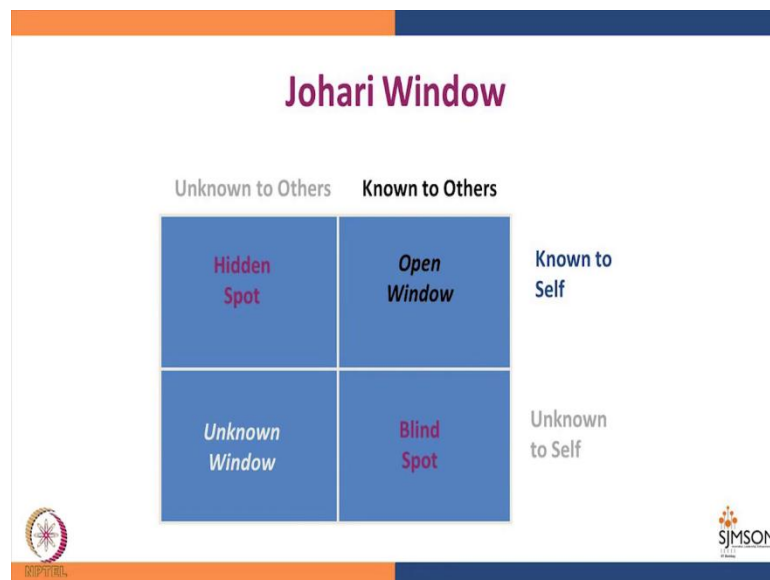 Johari Window
Unknown to Others
Known to Others
Hidden
Spot
Open
Window
Known to
Self
Unknown
Window
Blind
Spot
Unknown
to Self
NPTEL
SJMSOM